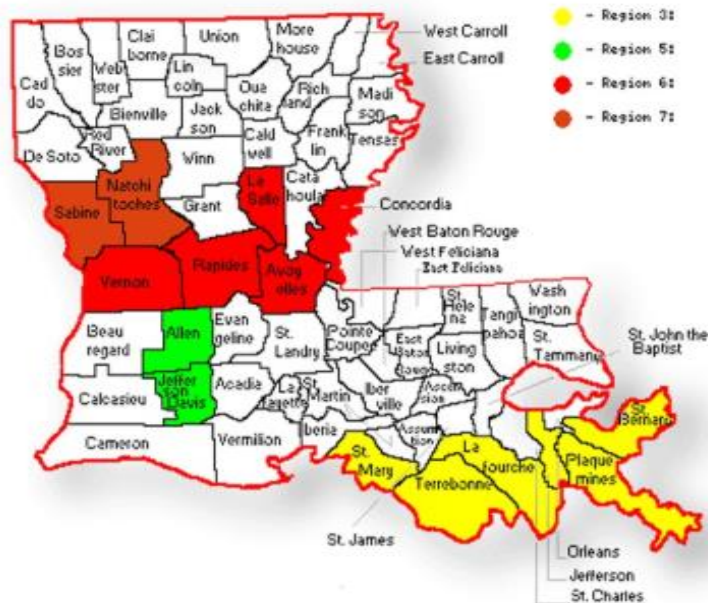 - Region 3:
- Region 5:
- Region 6:
- Region 7:
West Carroll
East Carroll
Cad
do
Bos
sier
Web
ster
Clai
borne
Union
More
house
Lin
coln
Oua
chita
Rich
land
Madi
son
Bienville
Jack
son
De Soto
Red
River
Winn
Cald
well
Frank
lin
Tensas
Natchi
toches
Sabine
Grant
La
Salle
Cata
houla
Concordia
West Baton Rouge
West Feliciana
East Feliciana
Vernon
Rapides
Avoy
elles
Beau
regard
Allen
Evan
geline
St.
Landry
Pointe
Coupee
St.
Hele
na
Tangi
pahoa
Wash
ington
East
Baton
Rouge
Living
ston
St.
Tammany
St. John the
Baptist
Calcasieu
Jeffer
son
Davis
Acadia
La
fayette
St.
Martin
Iber
ville
Ascen
sion
Cameron
Vermilion
Iberia
Assum
ption
St.
Mary
La
fourche
Terrebonne
St.
Bernard
Plaque
mines
St. James
Orleans
Jefferson
St. Charles